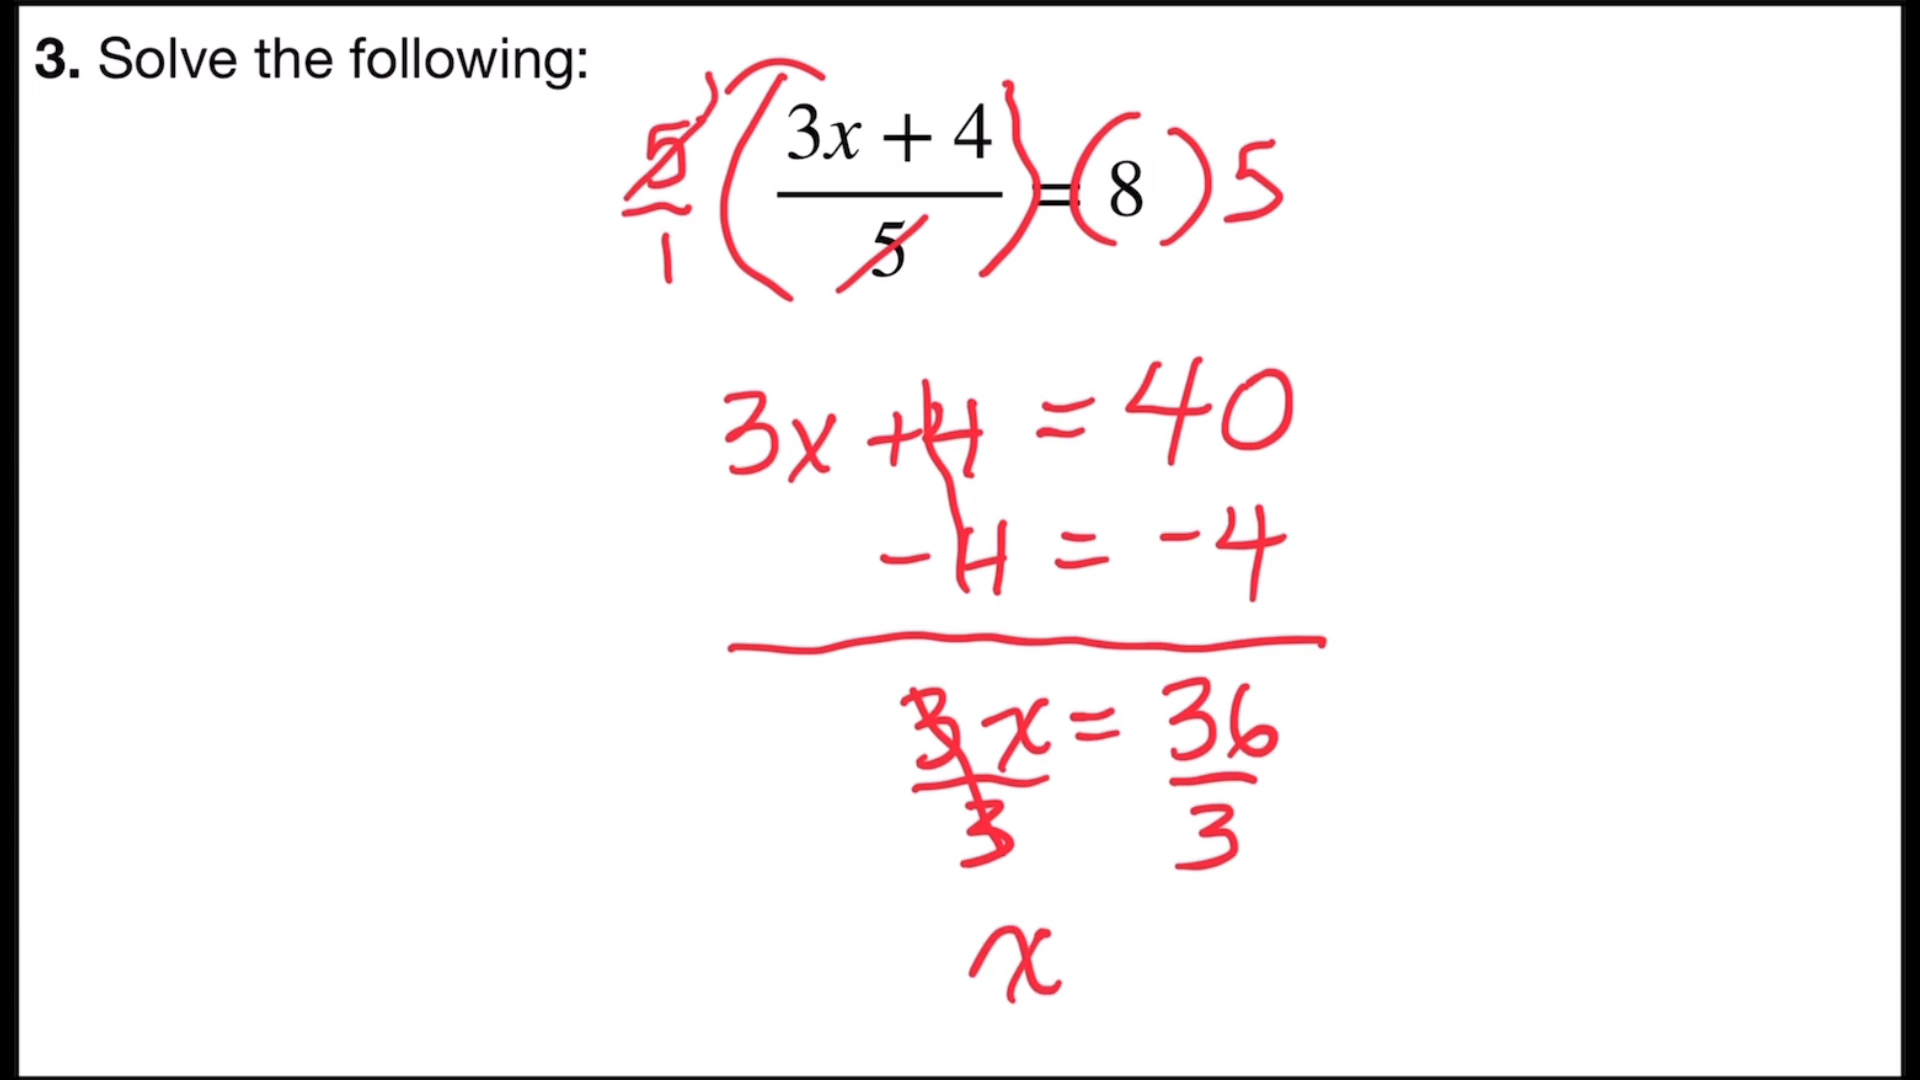 3. Solve the following:
5/1 ( (3x + 4)/5 ) = ( 8 ) 5
3x + 4 = 40
- 4 = - 4
3x/3 = 36/3
x